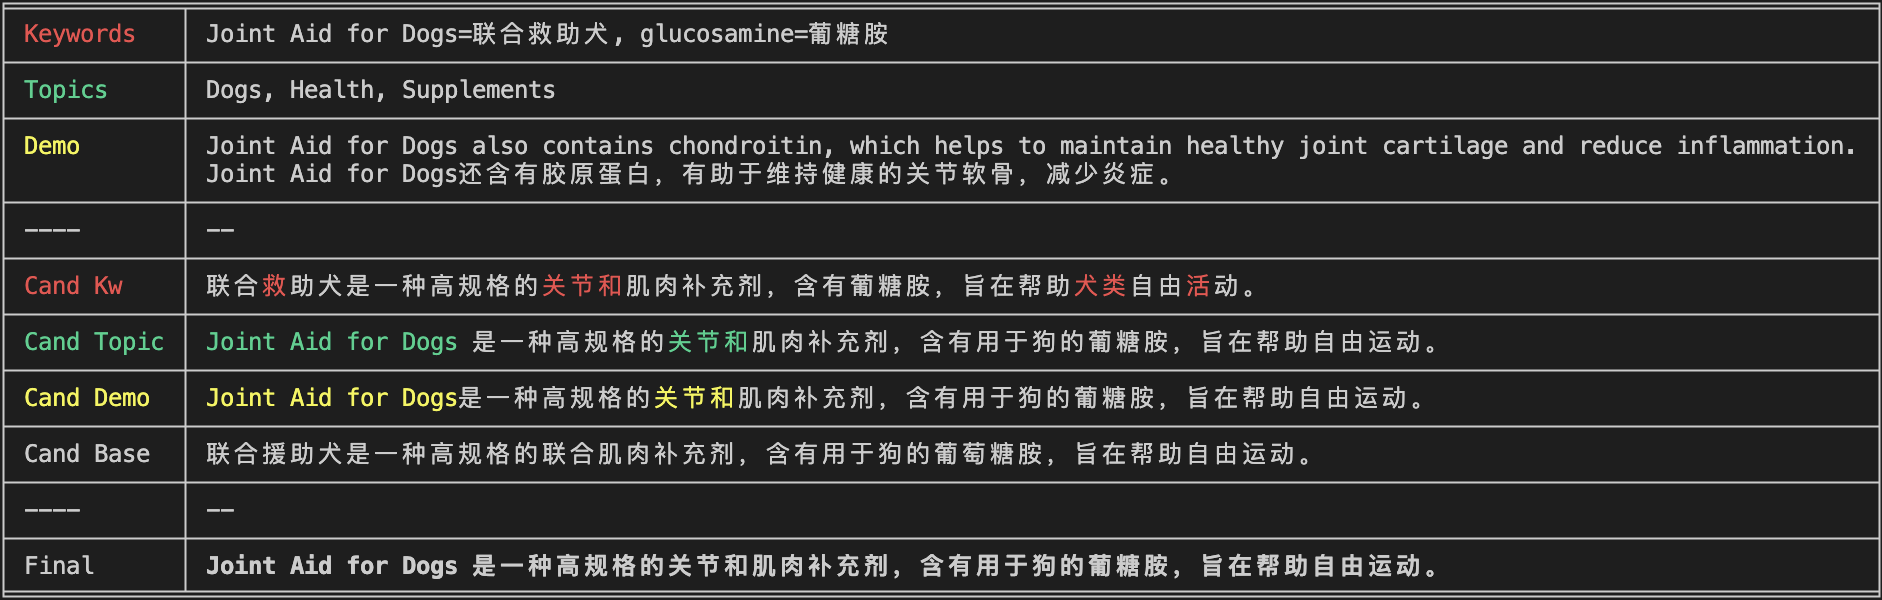 Keywords Joint Aid for Dogs=联合救助犬, glucosamine=葡糖胺
Topics Dogs, Health, Supplements
Demo Joint Aid for Dogs also contains chondroitin, which helps to maintain healthy joint cartilage and reduce inflammation.
Joint Aid for Dogs还含有胶原蛋白，有助于维持健康的关节软骨，减少炎症。
---- --
Cand Kw 联合救助犬是一种高规格的关节和肌肉补充剂，含有葡糖胺，旨在帮助犬类自由活动。
Cand Topic Joint Aid for Dogs 是一种高规格的关节和肌肉补充剂，含有用于狗的葡糖胺，旨在帮助自由运动。
Cand Demo Joint Aid for Dogs是一种高规格的关节和肌肉补充剂，含有用于狗的葡糖胺，旨在帮助自由运动。
Cand Base 联合援助犬是一种高规格的联合肌肉补充剂，含有用于狗的葡萄糖胺，旨在帮助自由运动。
---- --
Final Joint Aid for Dogs 是一种高规格的关节和肌肉补充剂，含有用于狗的葡糖胺，旨在帮助自由运动。